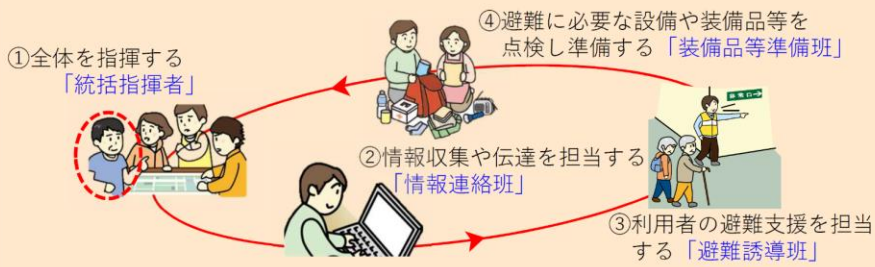 ①全体を指揮する
「統括指揮者」
②情報収集や伝達を担当する
「情報連絡班」
③利用者の避難支援を担当
する「避難誘導班」
④避難に必要な設備や装備品等を
点検し準備する「装備品等準備班」